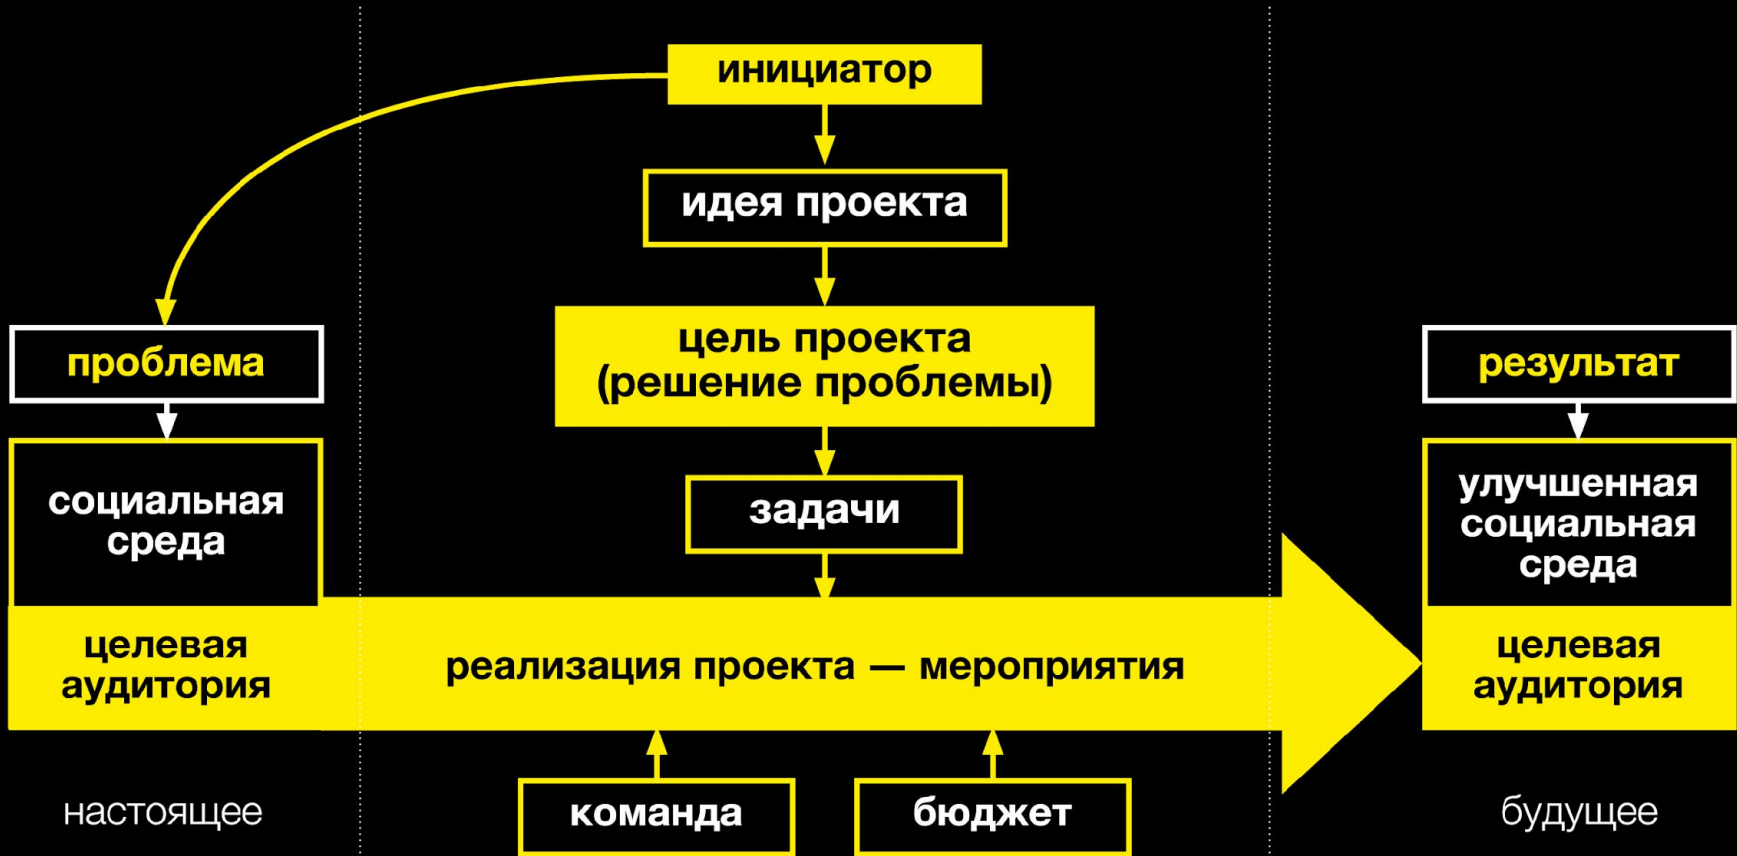 инициатор
идея проекта
цель проекта
(решение проблемы)
задачи
проблема
социальная
среда
целевая
аудитория
реализация проекта — мероприятия
результат
улучшенная
социальная
среда
целевая
аудитория
команда
бюджет
настоящее
будущее